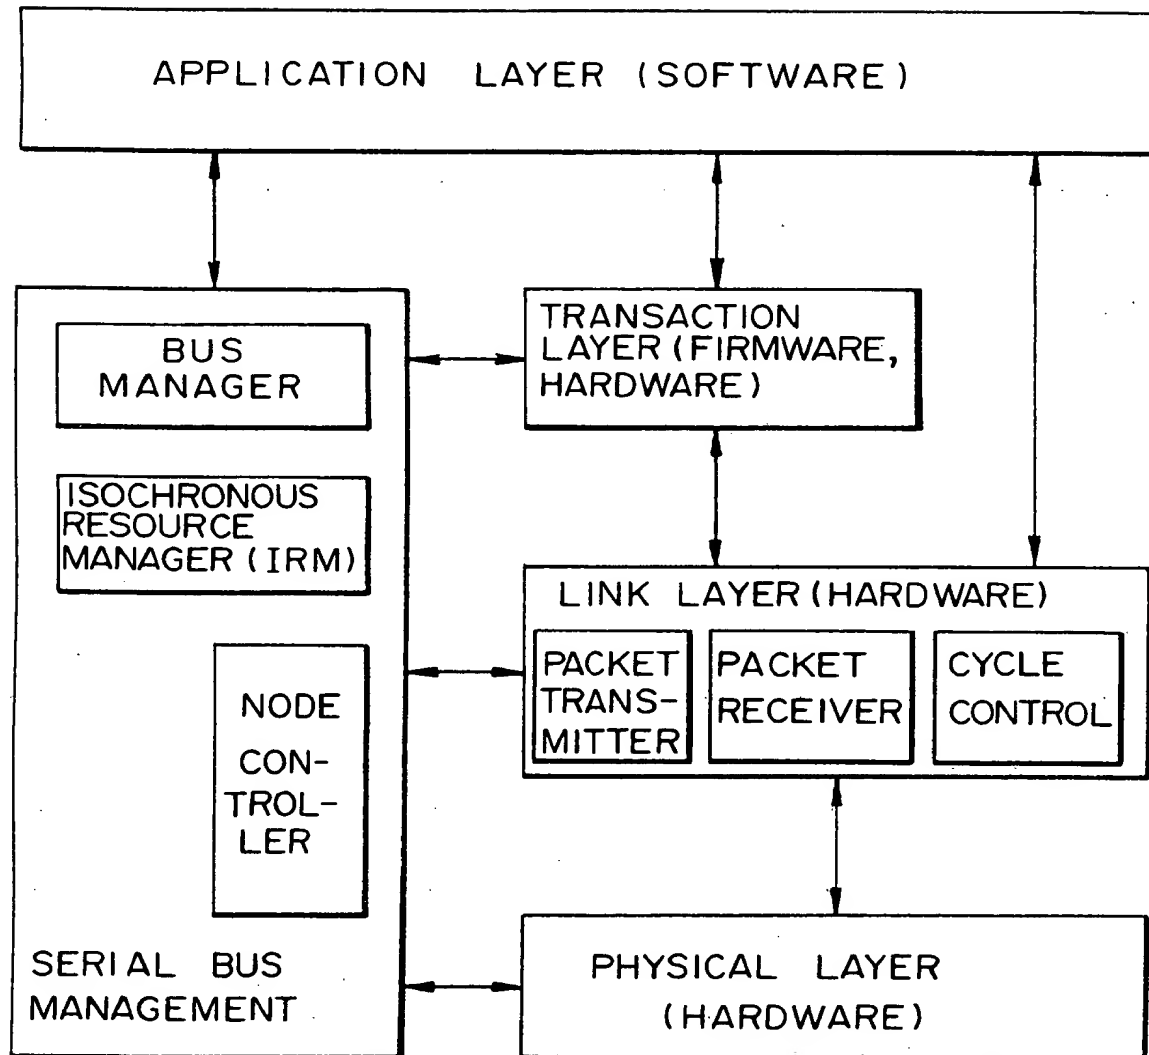 APPLICATION LAYER (SOFTWARE)
BUS
MANAGER
ISOCHRONOUS
RESOURCE
MANAGER (IRM)
NODE
CON-
TROL-
LER
SERIAL BUS
MANAGEMENT
TRANSACTION
LAYER (FIRMWARE,
HARDWARE)
LINK LAYER (HARDWARE)
PACKET
TRANS-
MITTER
PACKET
RECEIVER
CYCLE
CONTROL
PHYSICAL LAYER
(HARDWARE)